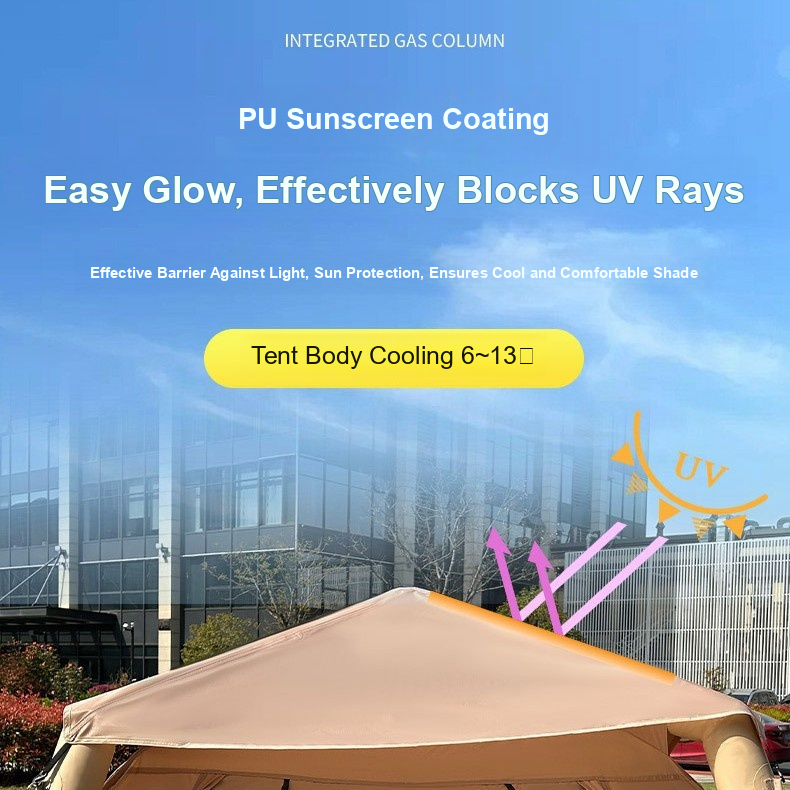 INTEGRATED GAS COLUMN
PU Sunscreen Coating
Easy Glow, Effectively Blocks UV Rays
Effective Barrier Against Light, Sun Protection, Ensures Cool and Comfortable Shade
Tent Body Cooling 6~13□
UV